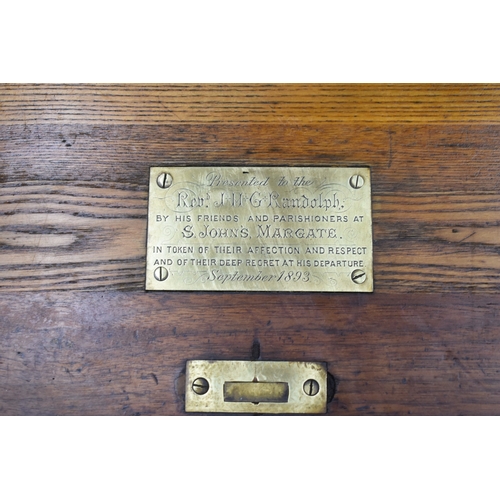 Presented to the
Revd. J.H.G Randolph.
BY HIS FRIENDS AND PARISHIONERS AT
S. JOHNS, MARGATE.
IN TOKEN OF THEIR AFFECTION AND RESPECT
AND OF THEIR DEEP REGRET AT HIS DEPARTURE
September 1893